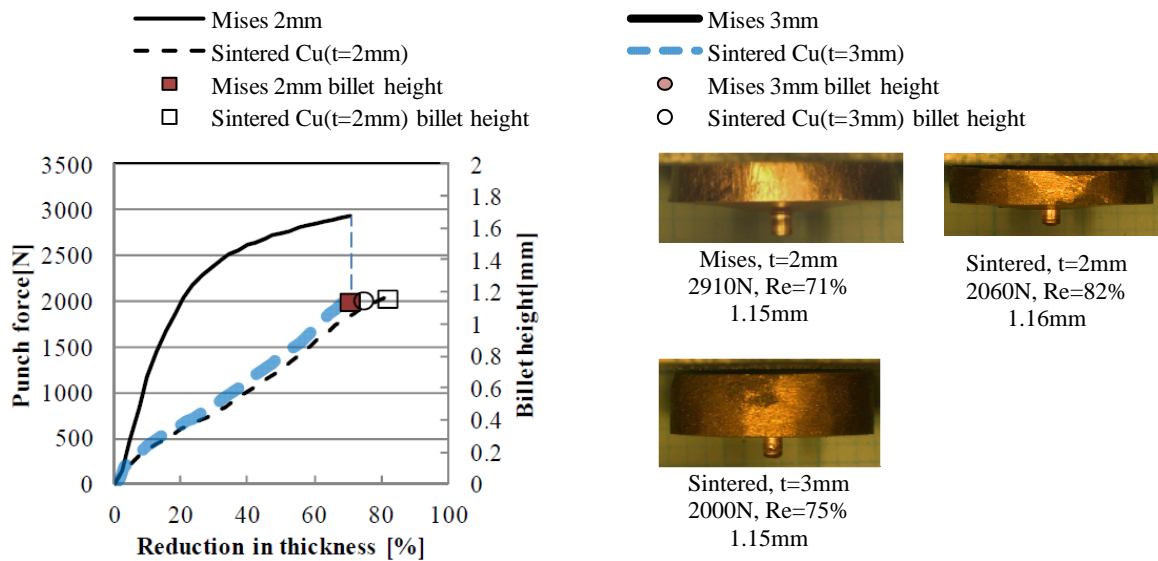 Mises 2mm
Sintered Cu(t=2mm)
Mises 2mm billet height
Sintered Cu(t=2mm) billet height
Mises 3mm
Sintered Cu(t=3mm)
Mises 3mm billet height
Sintered Cu(t=3mm) billet height
Punch force[N]
3500
3000
2500
2000
1500
1000
500
0
2
1.8
1.6
1.4
1.2
1
0.8
0.6
0.4
0.2
0
Billet height[mm]
0 20 40 60 80 100
Reduction in thickness [%]
Mises, t=2mm
2910N, Re=71%
1.15mm
Sintered, t=2mm
2060N, Re=82%
1.16mm
Sintered, t=3mm
2000N, Re=75%
1.15mm